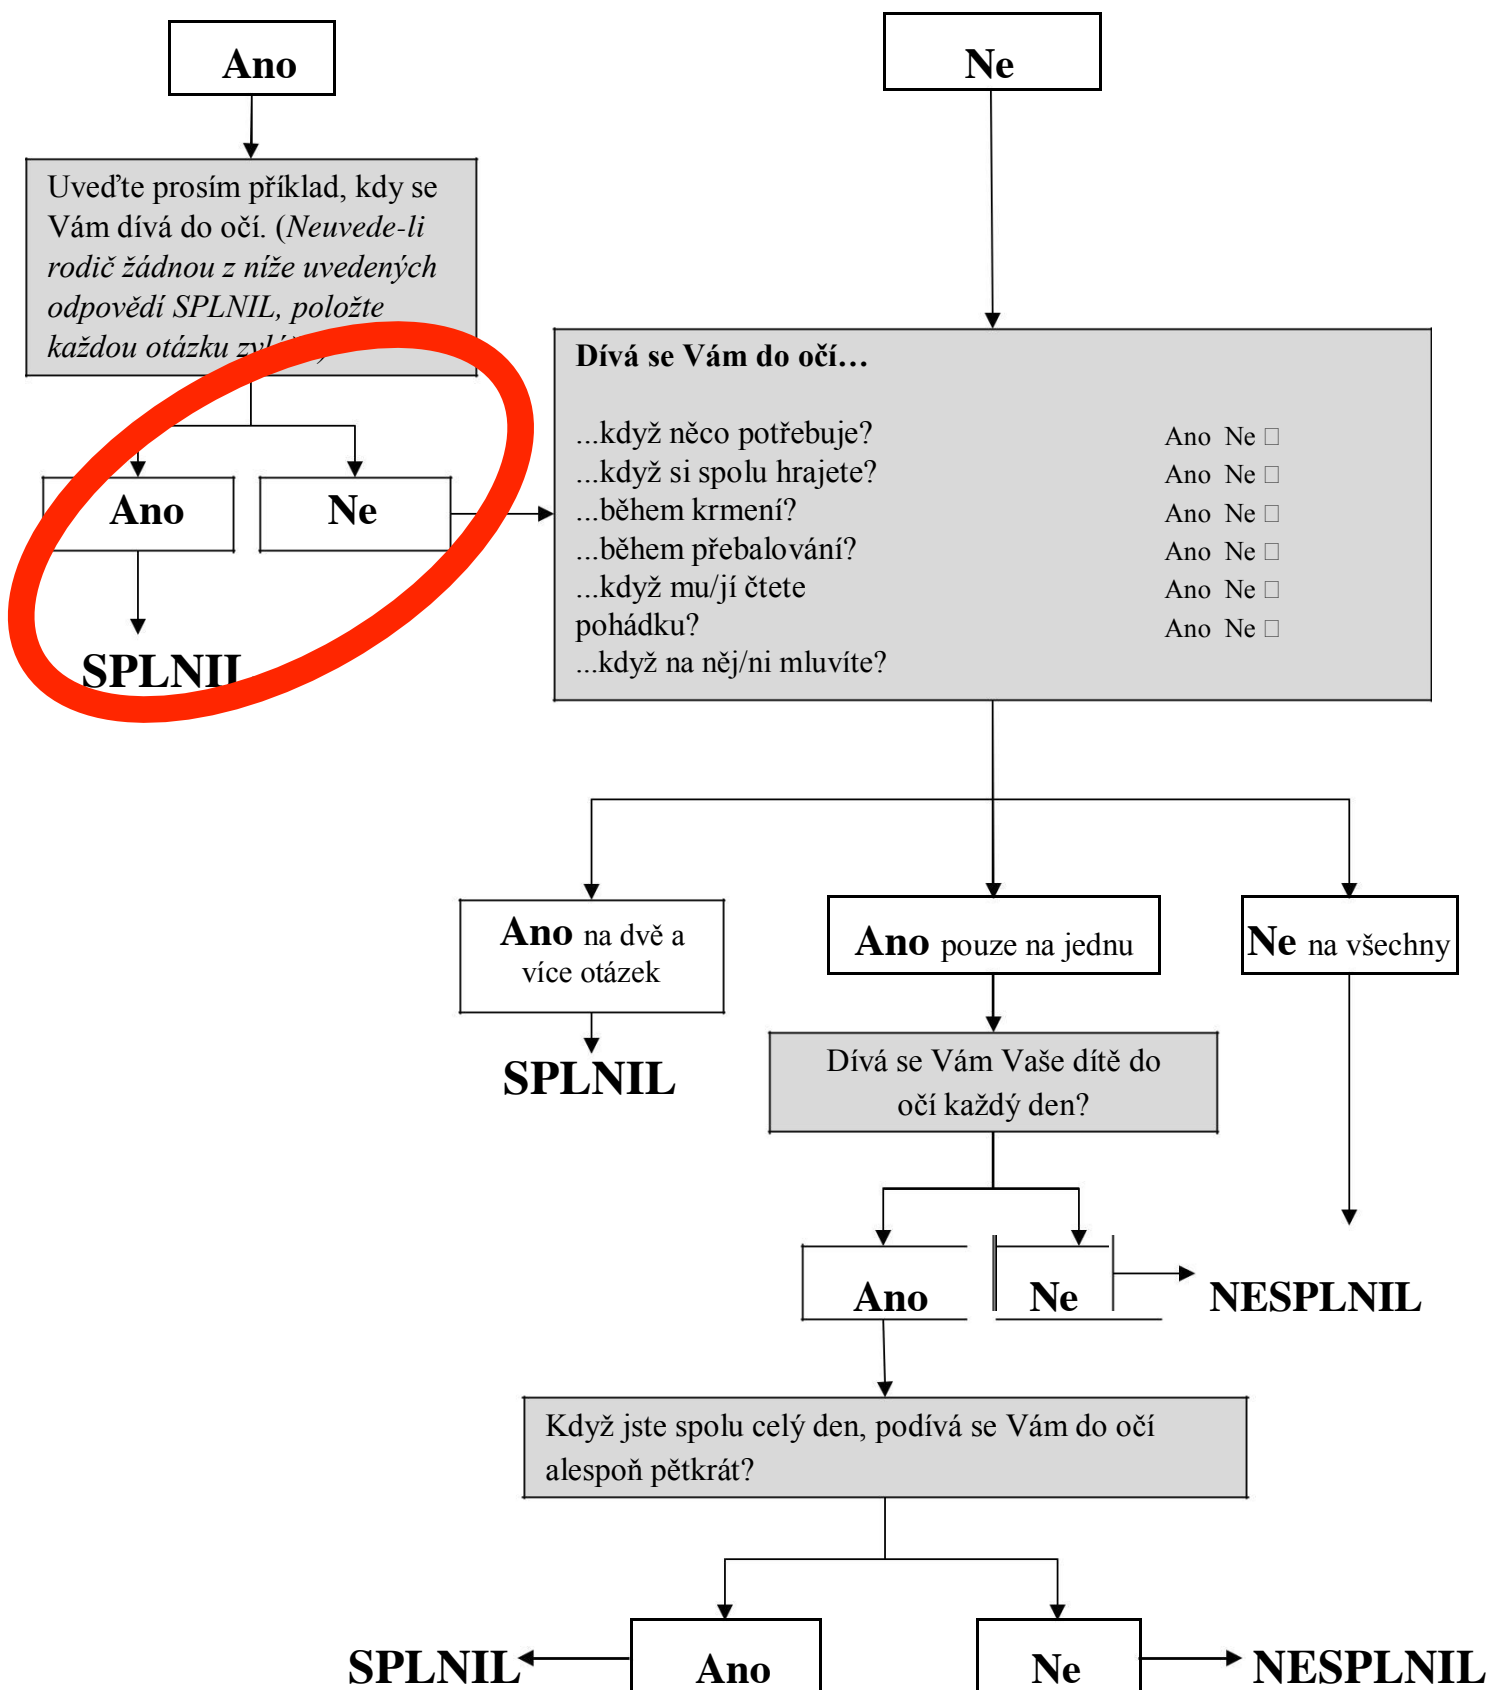 Ano
Ne
Uveďte prosím příklad, kdy se
Vám dívá do očí. (Neuvede-li
rodič žádnou z níže uvedených
odpovědí SPLNIL, položte
každou otázku
Ano
Ne
SPLNIL
Dívá se Vám do očí…
...když něco potřebuje? Ano Ne □
...když si spolu hrajete? Ano Ne □
...během krmení? Ano Ne □
...během přebalování? Ano Ne □
...když mu/jí čtete Ano Ne □
pohádku? Ano Ne □
...když na něj/ni mluvíte?
Ano na dvě a
více otázek
Ano pouze na jednu
Ne na všechny
SPLNIL
Dívá se Vám Vaše dítě do
očí každý den?
Ano
Ne
NESPLNIL
Když jste spolu celý den, podívá se Vám do očí
alespoň pětkrát?
SPLNIL
Ano
Ne
NESPLNIL